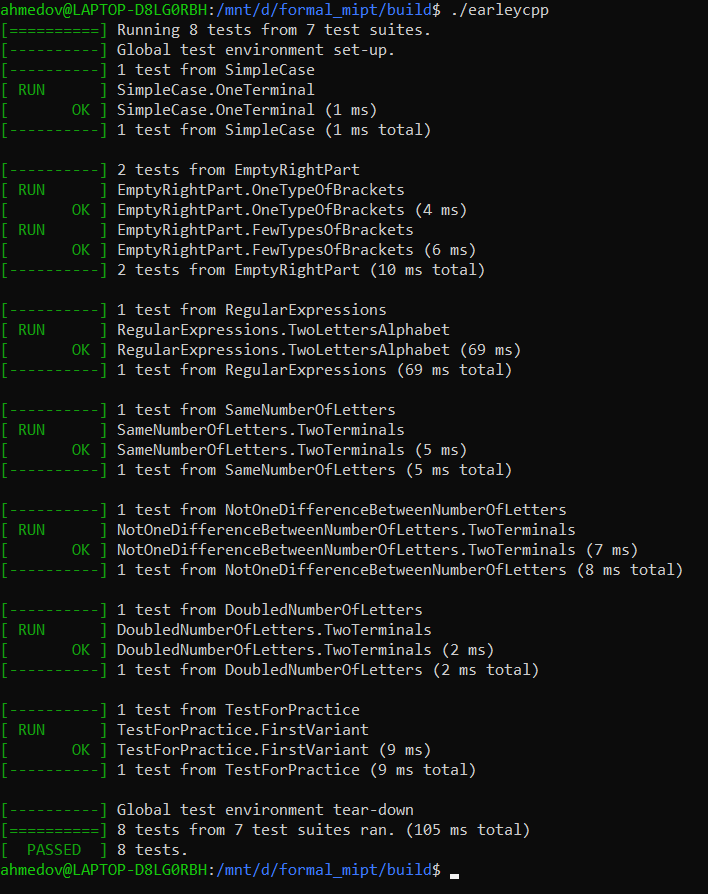 ahmedov@LAPTOP-D8LG0RBH:/mnt/d/formal_mipt/build$ ./earleycpp
[==========] Running 8 tests from 7 test suites.
[----------] Global test environment set-up.
[----------] 1 test from SimpleCase
[ RUN      ] SimpleCase.OneTerminal
[       OK ] SimpleCase.OneTerminal (1 ms)
[----------] 1 test from SimpleCase (1 ms total)

[----------] 2 tests from EmptyRightPart
[ RUN      ] EmptyRightPart.OneTypeOfBrackets
[       OK ] EmptyRightPart.OneTypeOfBrackets (4 ms)
[ RUN      ] EmptyRightPart.FewTypesOfBrackets
[       OK ] EmptyRightPart.FewTypesOfBrackets (6 ms)
[----------] 2 tests from EmptyRightPart (10 ms total)

[----------] 1 test from RegularExpressions
[ RUN      ] RegularExpressions.TwoLettersAlphabet
[       OK ] RegularExpressions.TwoLettersAlphabet (69 ms)
[----------] 1 test from RegularExpressions (69 ms total)

[----------] 1 test from SameNumberOfLetters
[ RUN      ] SameNumberOfLetters.TwoTerminals
[       OK ] SameNumberOfLetters.TwoTerminals (5 ms)
[----------] 1 test from SameNumberOfLetters (5 ms total)

[----------] 1 test from NotOneDifferenceBetweenNumberOfLetters
[ RUN      ] NotOneDifferenceBetweenNumberOfLetters.TwoTerminals
[       OK ] NotOneDifferenceBetweenNumberOfLetters.TwoTerminals (7 ms)
[----------] 1 test from NotOneDifferenceBetweenNumberOfLetters (8 ms total)

[----------] 1 test from DoubledNumberOfLetters
[ RUN      ] DoubledNumberOfLetters.TwoTerminals
[       OK ] DoubledNumberOfLetters.TwoTerminals (2 ms)
[----------] 1 test from DoubledNumberOfLetters (2 ms total)

[----------] 1 test from TestForPractice
[ RUN      ] TestForPractice.FirstVariant
[       OK ] TestForPractice.FirstVariant (9 ms)
[----------] 1 test from TestForPractice (9 ms total)

[----------] Global test environment tear-down
[==========] 8 tests from 7 test suites ran. (105 ms total)
[  PASSED  ] 8 tests.
ahmedov@LAPTOP-D8LG0RBH:/mnt/d/formal_mipt/build$